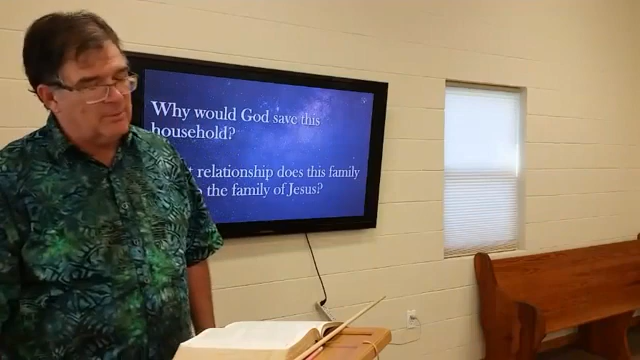 Why would God save this
household?
relationship does this family
the family of Jesus?